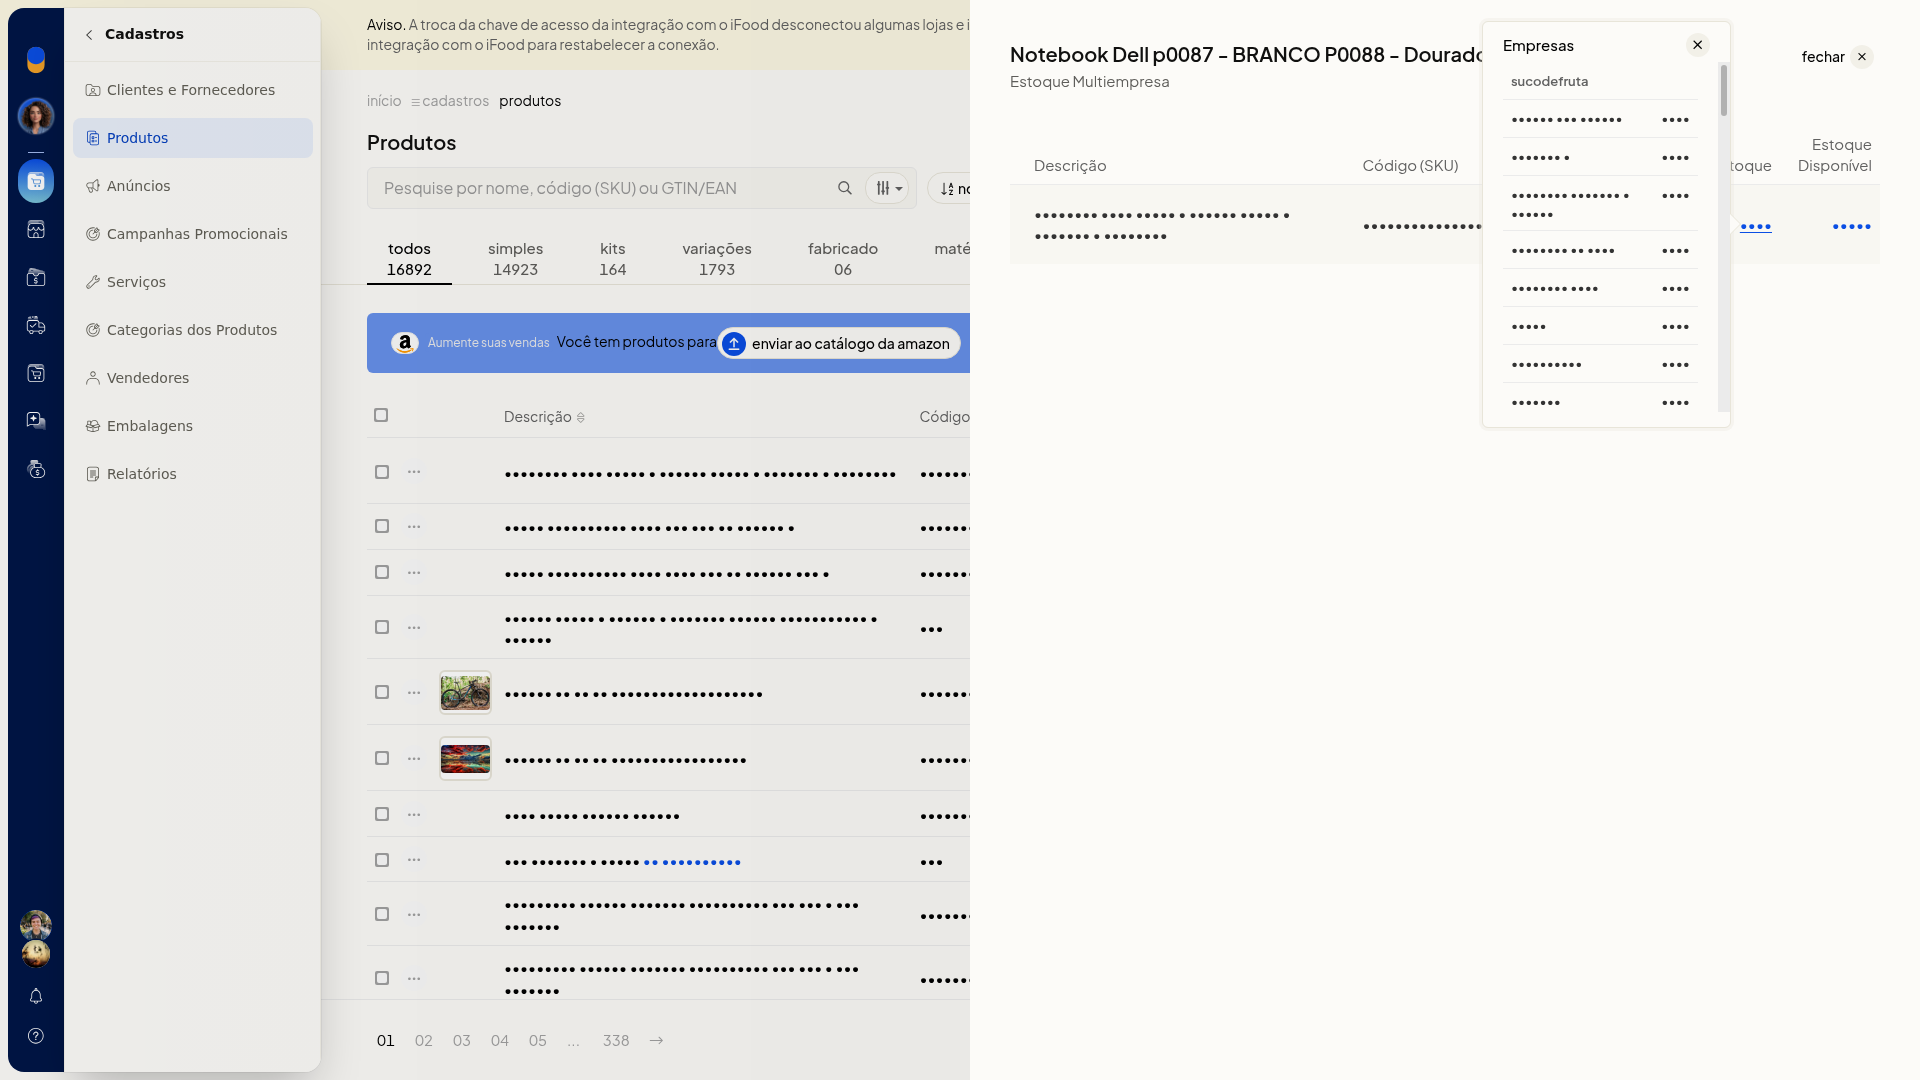 Cadastros
Clientes e Fornecedores
Produtos
Anúncios
Campanhas Promocionais
Serviços
Categorias dos Produtos
Vendedores
Embalagens
Relatórios
Aviso. A troca da chave de acesso da integração com o iFood desconectou algumas lojas e i
integração com o iFood para restabelecer a conexão.
início cadastros produtos
Produtos
Pesquise por nome, código (SKU) ou GTIN/EAN
todos 16892
simples 14923
kits 164
variações 1793
fabricado 06
maté
Aumente suas vendas Você tem produtos para enviar ao catálogo da amazon
Descrição Código
01 02 03 04 05 ... 338 →
Notebook Dell p0087 - BRANCO P0088 - Dourado
Estoque Multiempresa
fechar
Descrição Código (SKU) toque Estoque Disponível
Empresas
sucodefruta